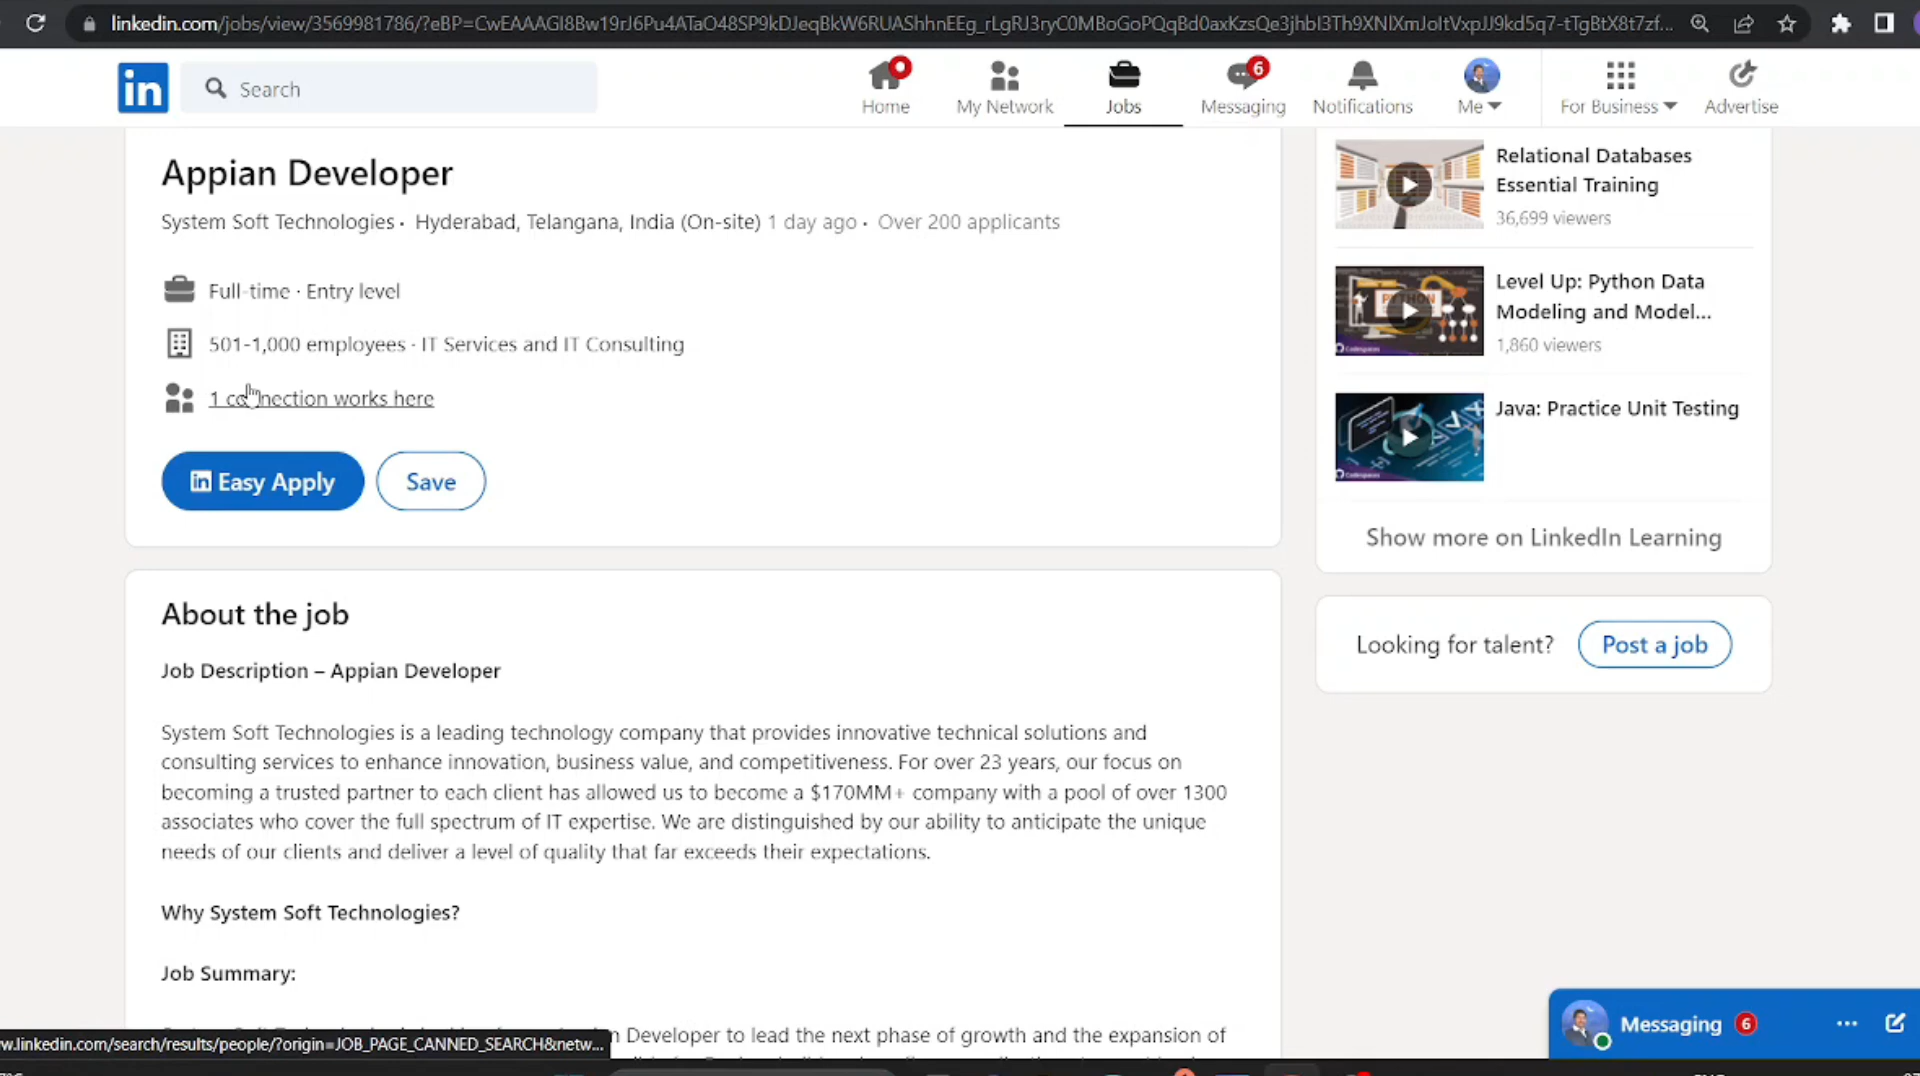 linkedin.com/jobs/view/3569981786/?eBP=
in
Search
Home
My Network
Jobs
6
Messaging
Notifications
Me
For Business
Advertise
Appian Developer
System Soft Technologies · Hyderabad, Telangana, India (On-site) 1 day ago · Over 200 applicants
Full-time · Entry level
501-1,000 employees · IT Services and IT Consulting
1 connection works here
in Easy Apply
Save
Relational Databases
Essential Training
36,699 viewers
PYTHON
Level Up: Python Data
Modeling and Model...
1,860 viewers
Java: Practice Unit Testing
Show more on LinkedIn Learning
Looking for talent?
Post a job
About the job
Job Description – Appian Developer
System Soft Technologies is a leading technology company that provides innovative technical solutions and
consulting services to enhance innovation, business value, and competitiveness. For over 23 years, our focus on
becoming a trusted partner to each client has allowed us to become a $170MM+ company with a pool of over 1300
associates who cover the full spectrum of IT expertise. We are distinguished by our ability to anticipate the unique
needs of our clients and deliver a level of quality that far exceeds their expectations.
Why System Soft Technologies?
Job Summary:
Developer to lead the next phase of growth and the expansion of
w.linkedin.com/search/results/people/?origin=JOB_PAGE_CANNED_SEARCH&netw...
Messaging 6